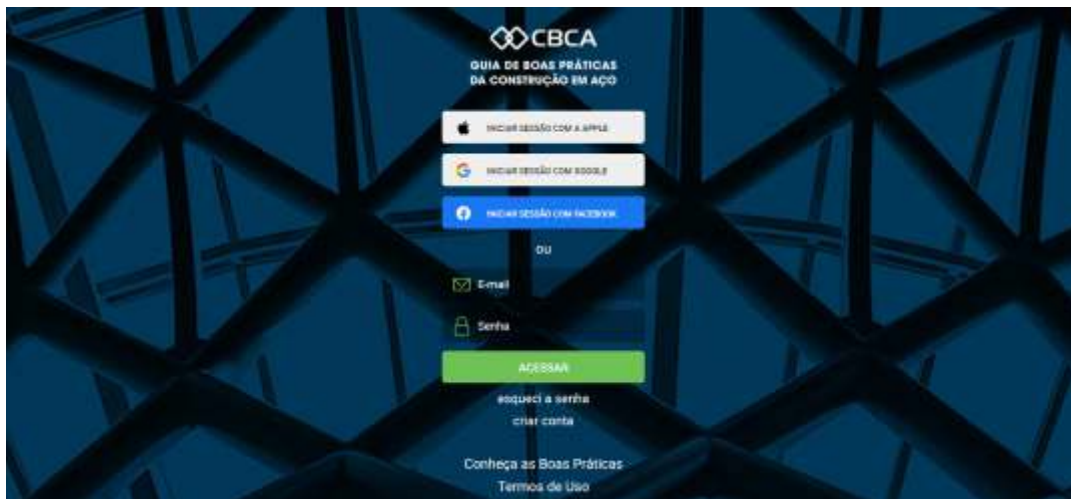 CBCA
GUIA DE BOAS PRÁTICAS
DA CONSTRUÇÃO EM AÇO
INICIAR SESSÃO COM A APPLE
INICIAR SESSÃO COM GOOGLE
INICIAR SESSÃO COM FACEBOOK
OU
E-mail
Senha
ACESSAR
esqueci a senha
criar conta
Conheça as Boas Práticas
Termos de Uso